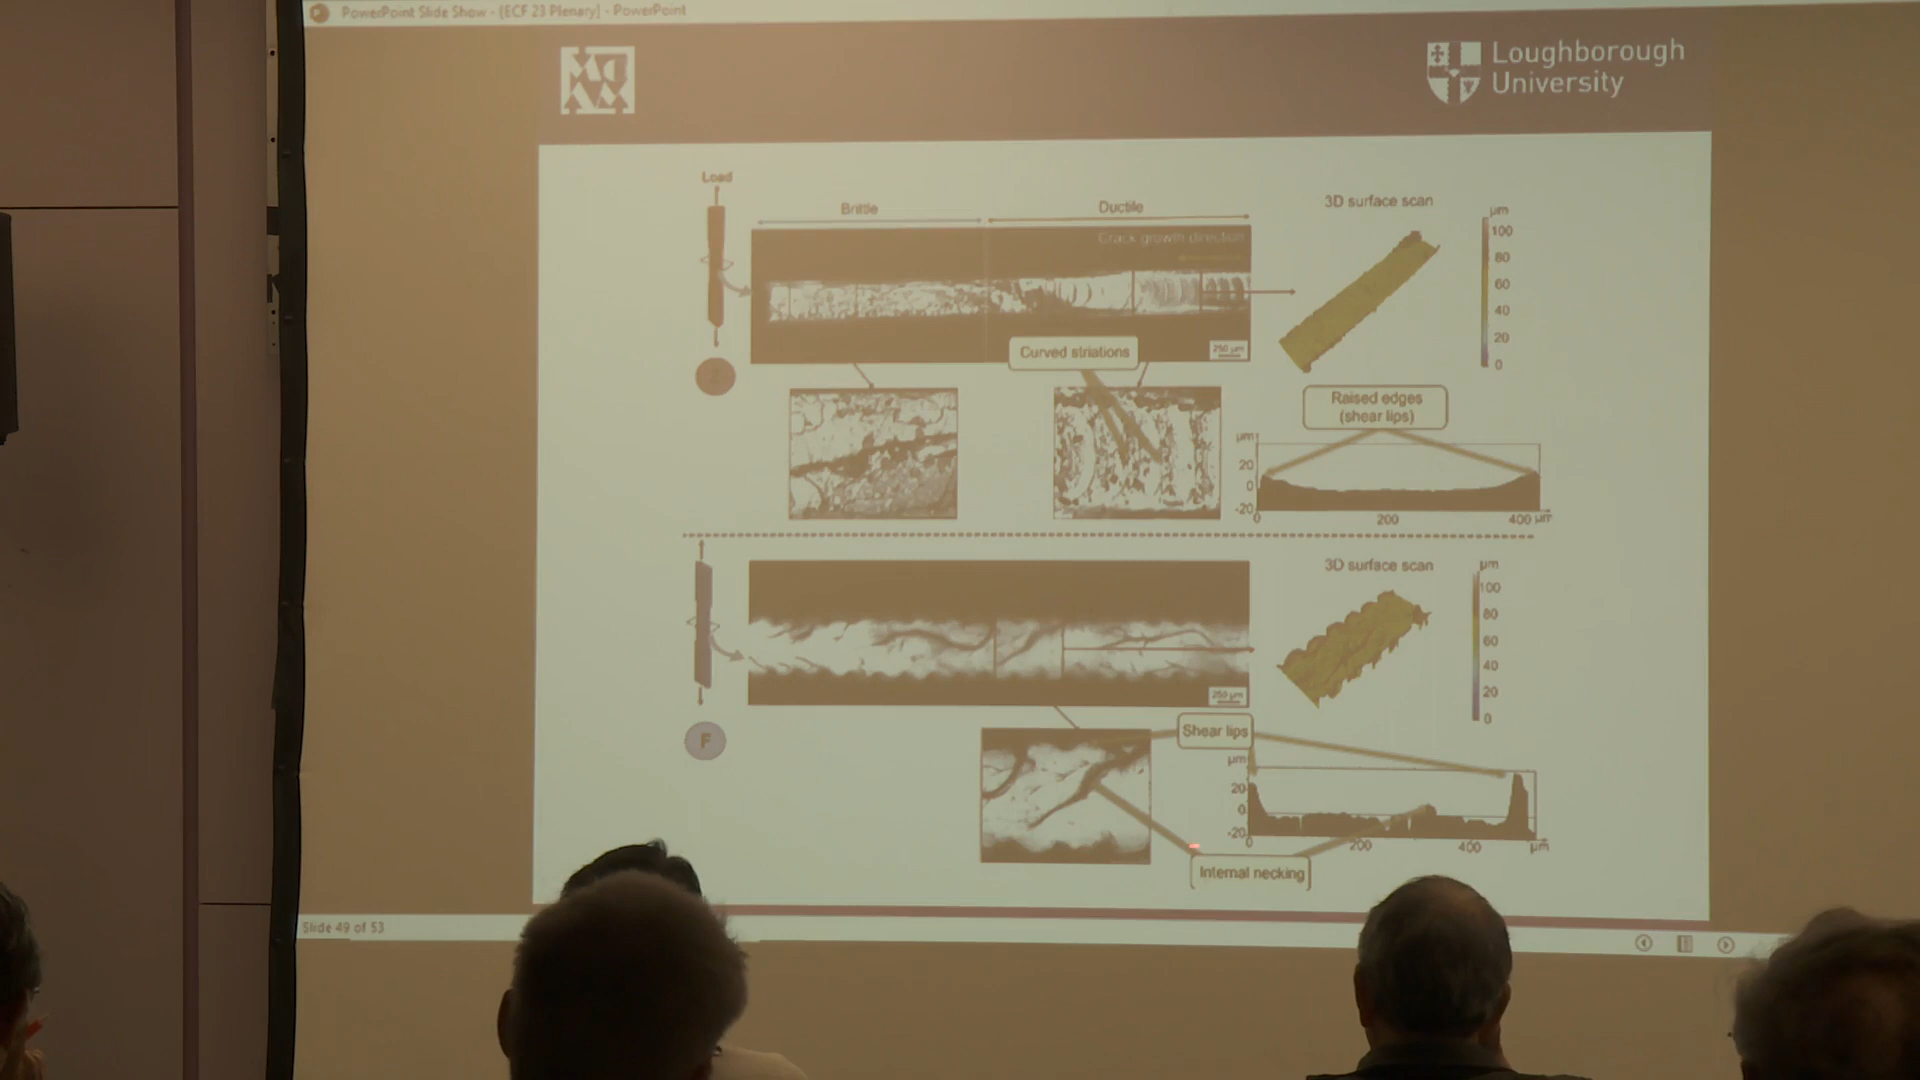 PowerPoint Slide Show - [ECF 23 Plenary] - PowerPoint
Loughborough
University
Load
Brittle
Ductile
Crack growth direction
250 µm
Curved striations
3D surface scan
µm
100
80
60
40
20
0
Raised edges
(shear lips)
µm
20
0
-20
0
200
400 µm
3D surface scan
µm
100
80
60
40
20
0
250 µm
F
Shear lips
µm
20
0
-20
0
200
400
µm
Internal necking
Slide 49 of 53